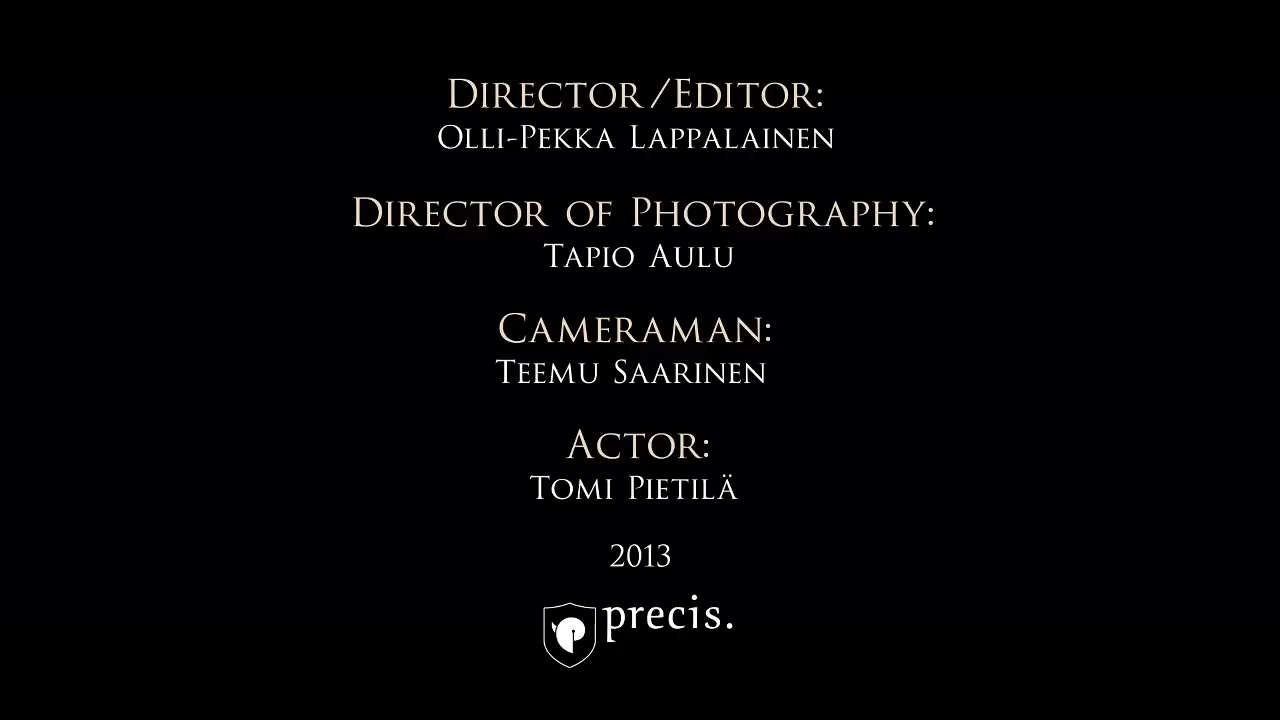 Director/Editor:
Olli-Pekka Lappalainen
Director of Photography:
Tapio Aulu
Cameraman:
Teemu Saarinen
Actor:
Tomi Pietilä
2013
precis.